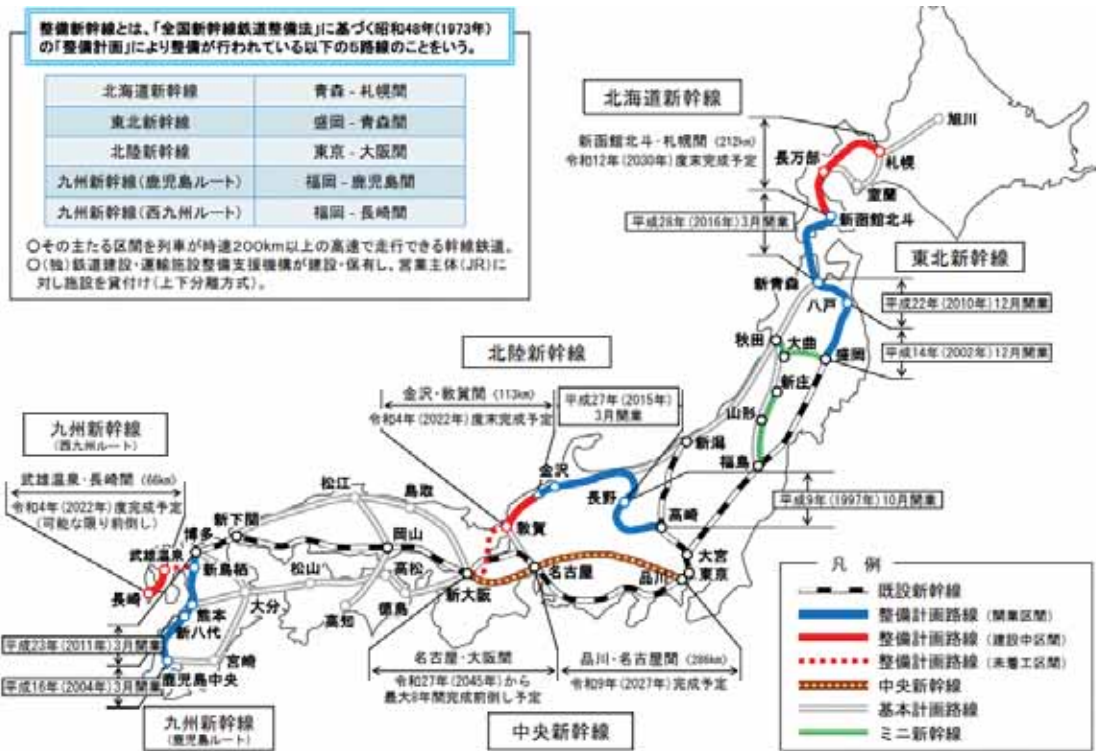 整備新幹線とは、「全国新幹線鉄道整備法」に基づく昭和48年(1973年)
の「整備計画」により整備が行われている以下の5路線のことをいう。
北海道新幹線 青森 - 札幌間
東北新幹線 盛岡 - 青森間
北陸新幹線 東京 - 大阪間
九州新幹線(鹿児島ルート) 福岡 - 鹿児島間
九州新幹線(西九州ルート) 福岡 - 長崎間
○その主たる区間を列車が時速200km以上の高速で走行できる幹線鉄道。
○(独)鉄道建設・運輸施設整備支援機構が建設・保有し、営業主体(JR)に
対し施設を貸付け(上下分離方式)。
北海道新幹線
新函館北斗・札幌間 (212km)
令和12年(2030年)度末完成予定
旭川
札幌
長万部
室蘭
平成28年(2016年)3月開業
新函館北斗
東北新幹線
新青森
八戸
平成22年(2010年)12月開業
秋田
大曲
盛岡
平成14年(2002年)12月開業
新庄
山形
福島
新潟
北陸新幹線
金沢・敦賀間 (113km)
令和4年(2022年)度末完成予定
平成27年(2015年)
3月開業
金沢
長野
高崎
平成9年(1997年)10月開業
敦賀
大宮
東京
品川
名古屋
九州新幹線
(西九州ルート)
武雄温泉・長崎間 (66km)
令和4年(2022年)度完成予定
(可能な限り前倒し)
松江
鳥取
新下関
博多
岡山
武雄温泉
新鳥栖
松山
高松
新大阪
長崎
大分
徳島
熊本
高知
新八代
平成23年(2011年)3月開業
宮崎
鹿児島中央
平成16年(2004年)3月開業
九州新幹線
(鹿児島ルート)
名古屋・大阪間
令和27年(2045年)から
最大8年間完成前倒し予定
品川・名古屋間 (286km)
令和9年(2027年)完成予定
中央新幹線
凡 例
既設新幹線
整備計画路線 (開業区間)
整備計画路線 (建設中区間)
整備計画路線 (未着工区間)
中央新幹線
基本計画路線
ミニ新幹線